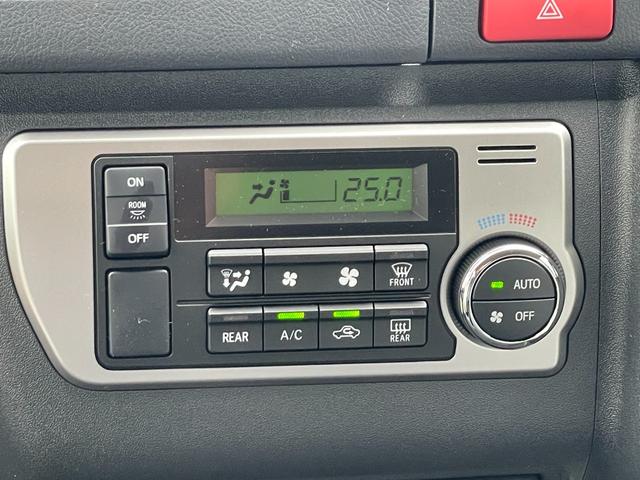 ON
ROOM
OFF
25.0
FRONT
REAR
A/C
REAR
AUTO
OFF